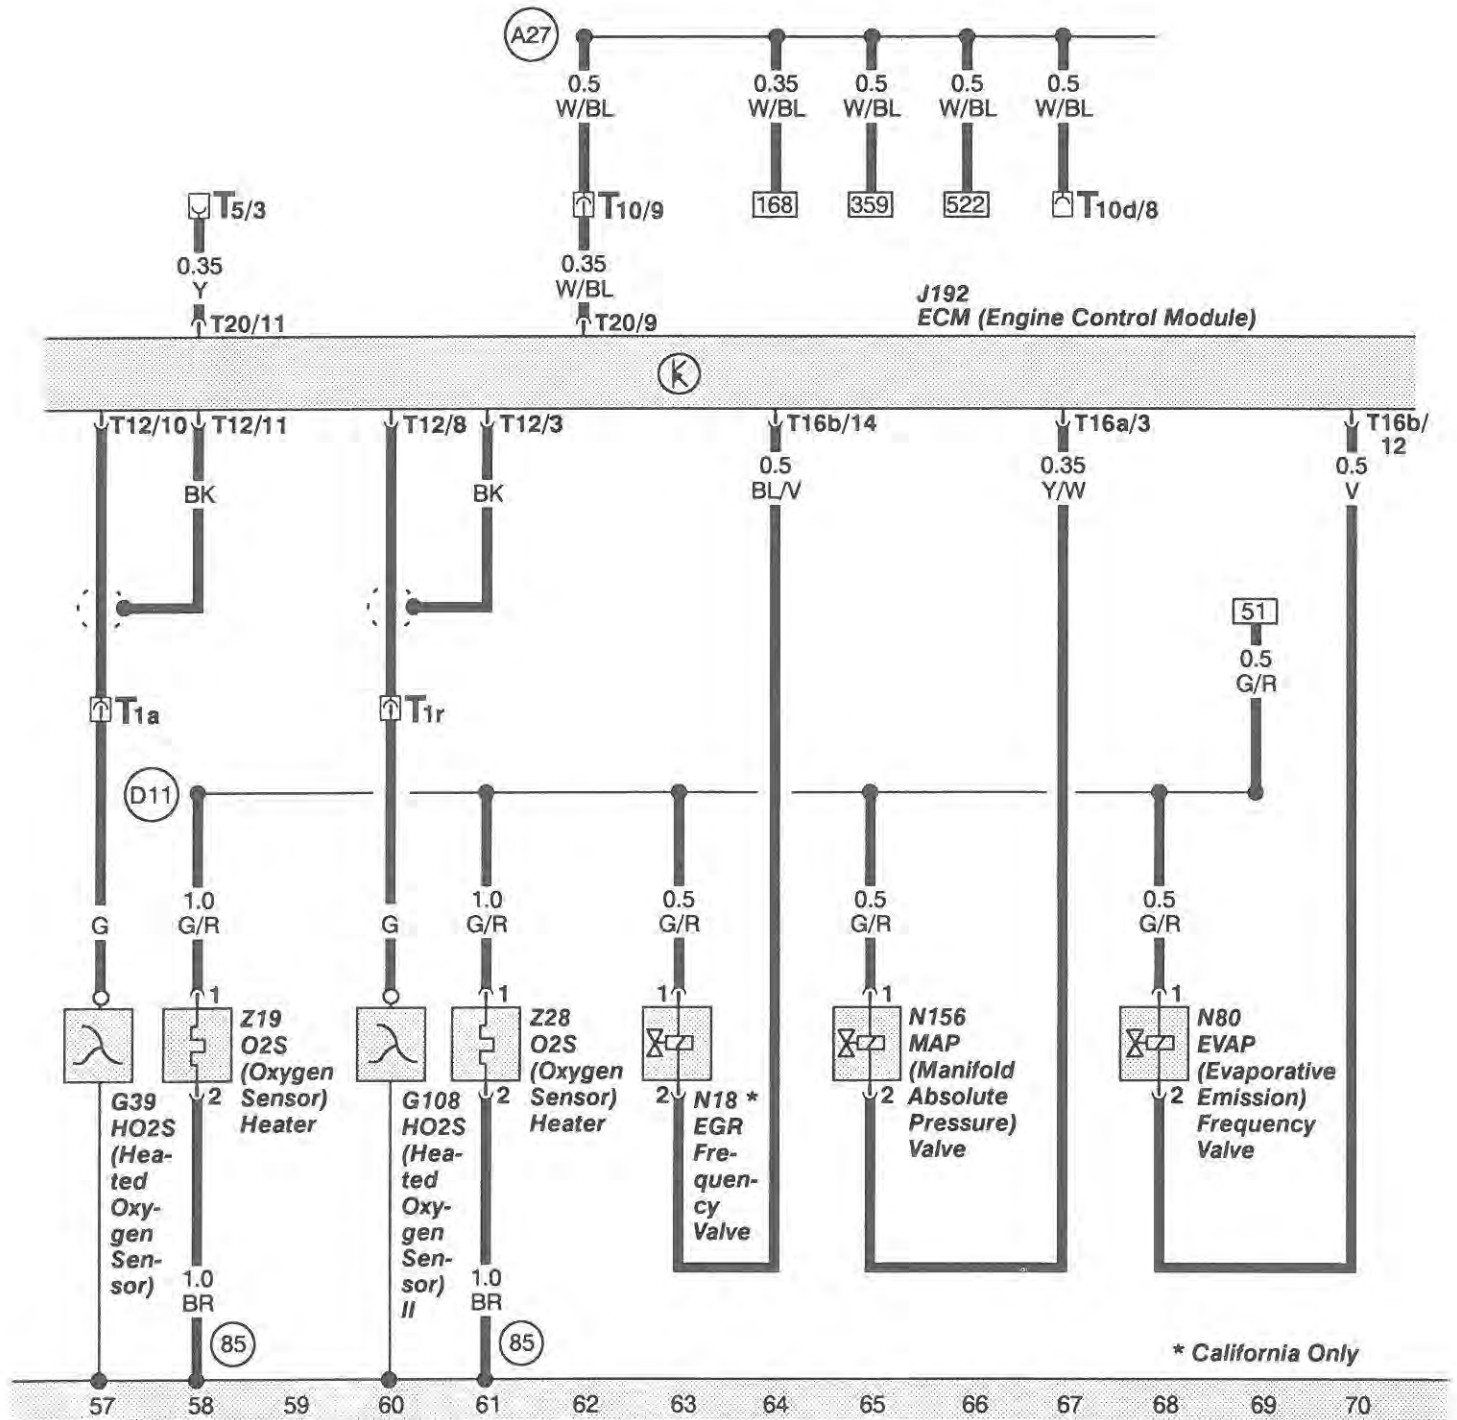 A27
0.5 0.35 0.5 0.5 0.5
W/BL W/BL W/BL W/BL W/BL
T5/3 T10/9 168 359 522 T10d/8
0.35 0.35
Y W/BL
J192
ECM (Engine Control Module)
T20/11 T20/9
K
T12/10 T12/11 T12/8 T12/3 T16b/14 T16a/3 T16b/
12
0.5 0.35 0.5
BK BK BL/V Y/W V
51
0.5
G/R
T1a T1r
D11
1.0 1.0 0.5 0.5 0.5
G G/R G G/R G/R G/R G/R
1 1 1 1 1
Z19
O2S
(Oxygen
Sensor)
Heater
Z28
O2S
(Oxygen
Sensor)
Heater
N156
MAP
(Manifold
Absolute
Pressure)
Valve
N80
EVAP
(Evaporative
Emission)
Frequency
Valve
2 2 2 2 2
G39
HO2S
(Hea-
ted
Oxy-
gen
Sen-
sor)
G108
HO2S
(Hea-
ted
Oxy-
gen
Sen-
sor)
II
N18 *
EGR
Fre-
quen-
cy
Valve
1.0 1.0
BR BR
85 85
* California Only
57 58 59 60 61 62 63 64 65 66 67 68 69 70